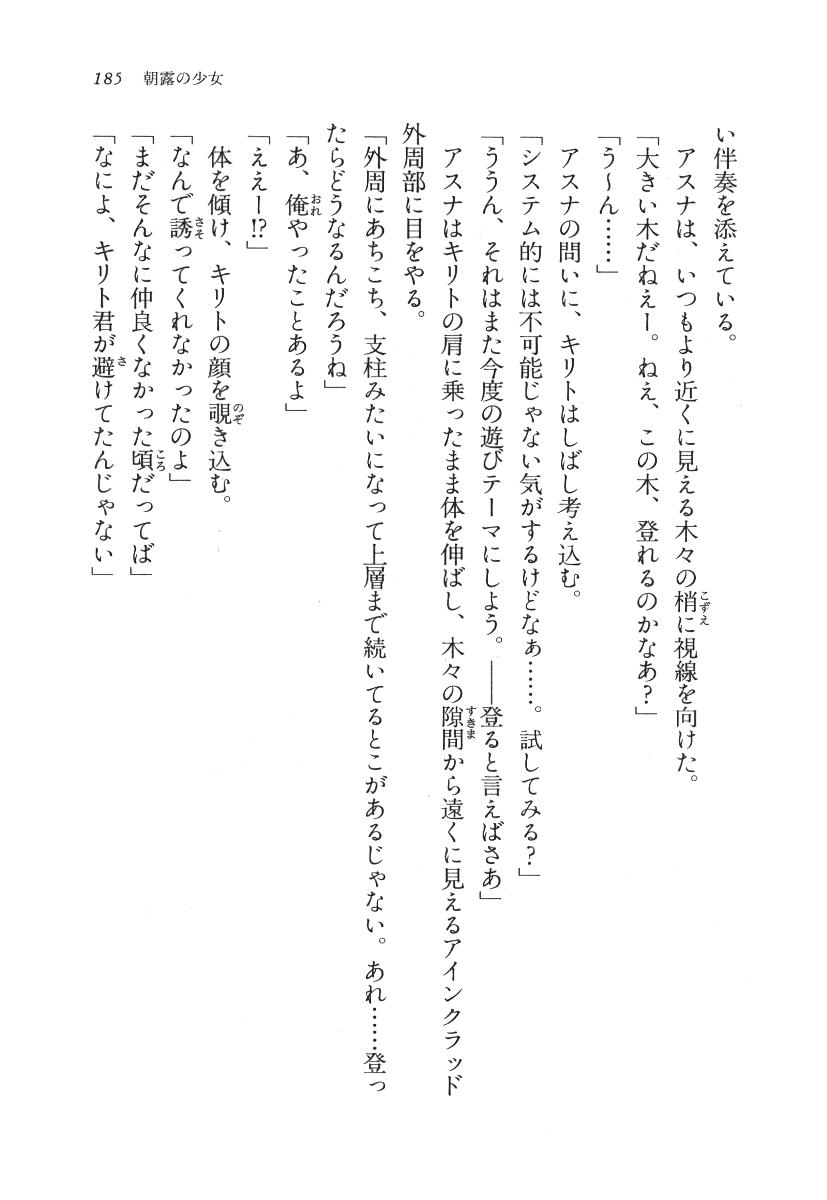 185 朝露の少女
い伴奏を添えている。
アスナは、いつもより近くに見える木々の梢に視線を向けた。
「大きい木だねえー。ねえ、この木、登れるのかなあ？」
「う〜ん……」
アスナの問いに、キリトはしばし考え込む。
「システム的には不可能じゃない気がするけどなぁ……。試してみる？」
「ううん、それはまた今度の遊びテーマにしよう。――登ると言えばさあ」
アスナはキリトの肩に乗ったまま体を伸ばし、木々の隙間から遠くに見えるアインクラッド
外周部に目をやる。
「外周にあちこち、支柱みたいになって上層まで続いてるとこがあるじゃない。あれ……登っ
たらどうなるんだろうね」
「あ、俺やったことあるよ」
「ええー!?」
体を傾け、キリトの顔を覗き込む。
「なんで誘ってくれなかったのよ」
「まだそんなに仲良くなかった頃だってば」
「なによ、キリト君が避けてたんじゃない」